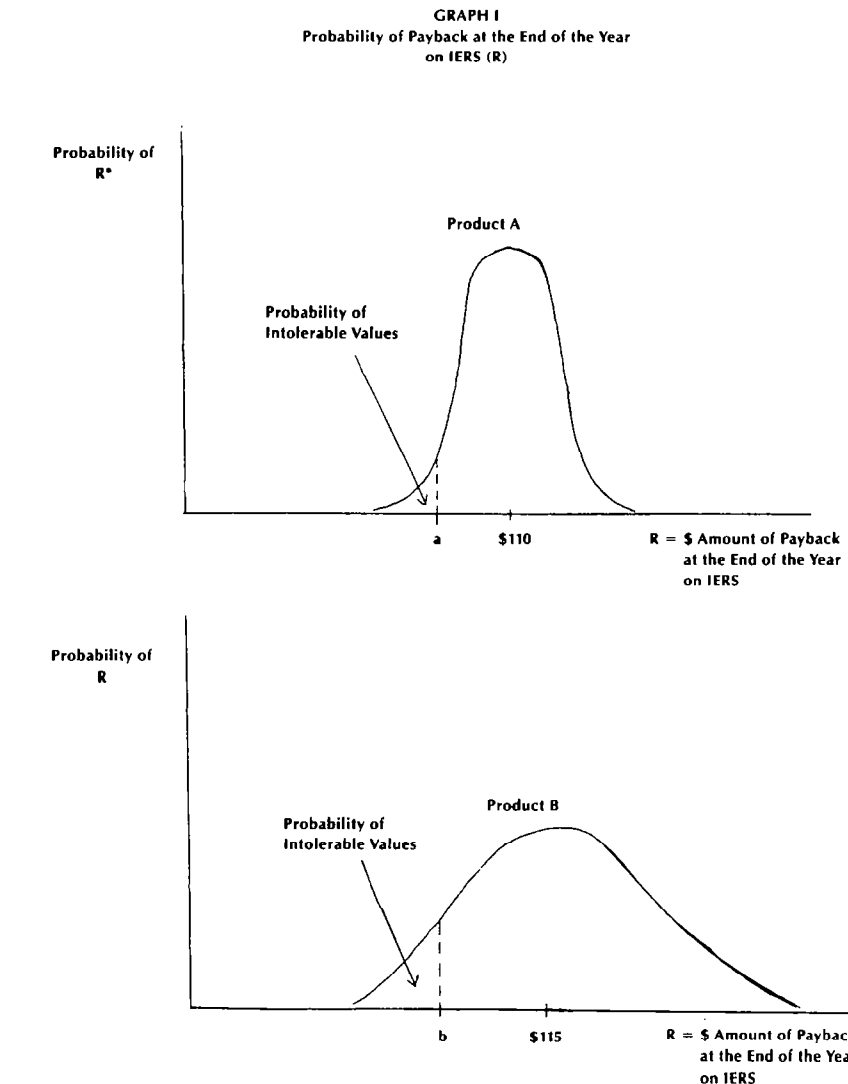 GRAPH I
Probability of Payback at the End of the Year
on IERS (R)
Probability of
R*
Product A
Probability of
Intolerable Values
a
$110
R = $ Amount of Payback
at the End of the Year
on IERS
Probability of
R
Product B
Probability of
Intolerable Values
b
$115
R = $ Amount of Paybac
at the End of the Yea
on IERS